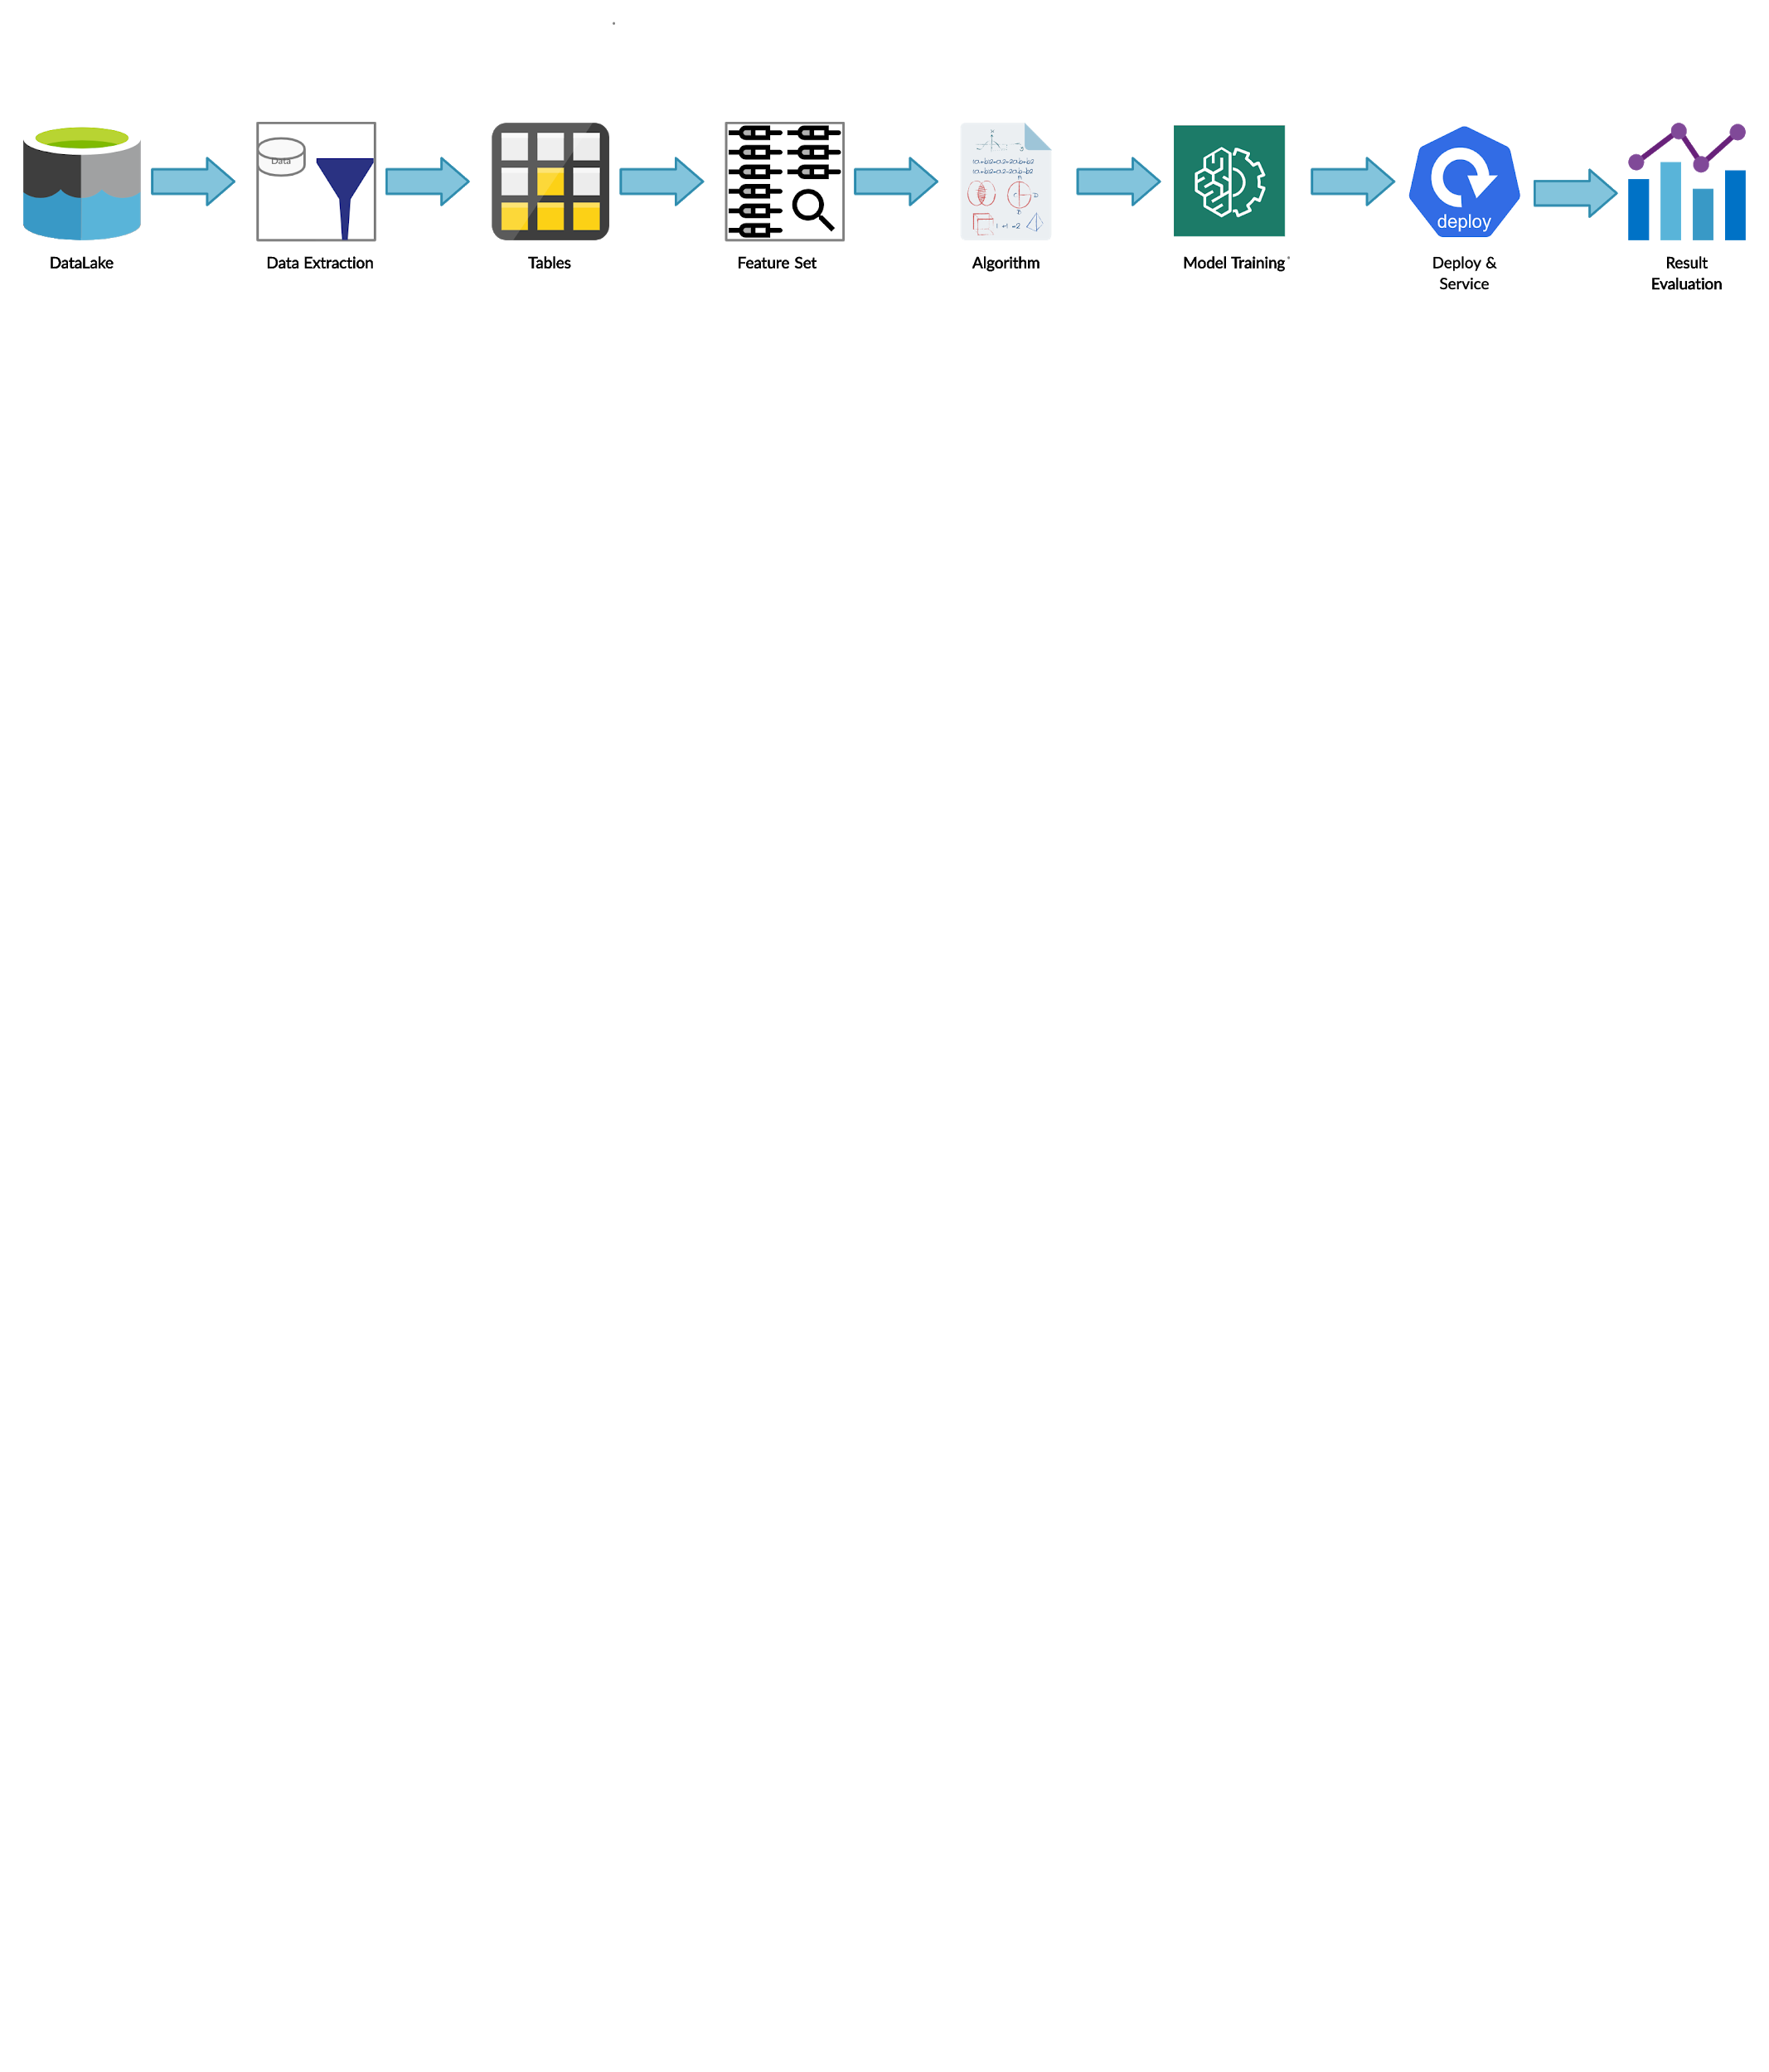 Data
deploy
DataLake
Data Extraction
Tables
Feature Set
Algorithm
Model Training
Deploy &
Service
Result
Evaluation